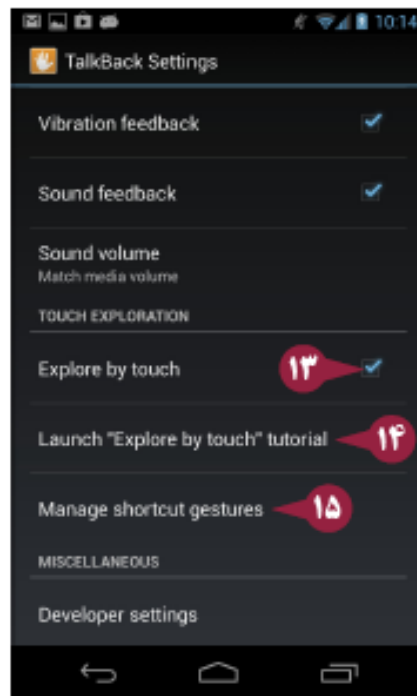 10:14
TalkBack Settings
Vibration feedback
Sound feedback
Sound volume
Match media volume
TOUCH EXPLORATION
Explore by touch ۱۳
Launch "Explore by touch" tutorial ۱۴
Manage shortcut gestures ۱۵
MISCELLANEOUS
Developer settings